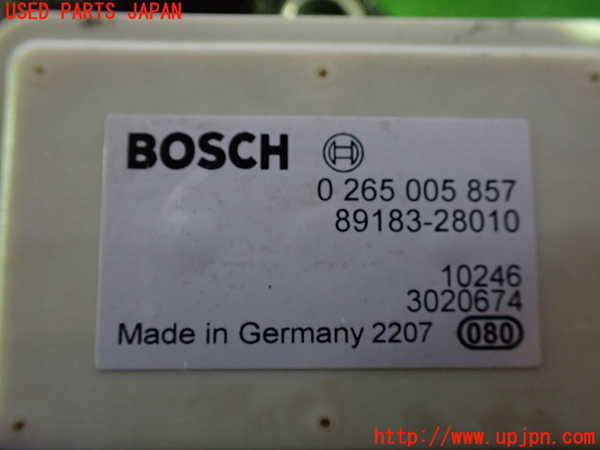 USED PARTS JAPAN
BOSCH
0 265 005 857
89183-28010
10246
3020674
Made in Germany 2207 080
http://www.upjpn.com/